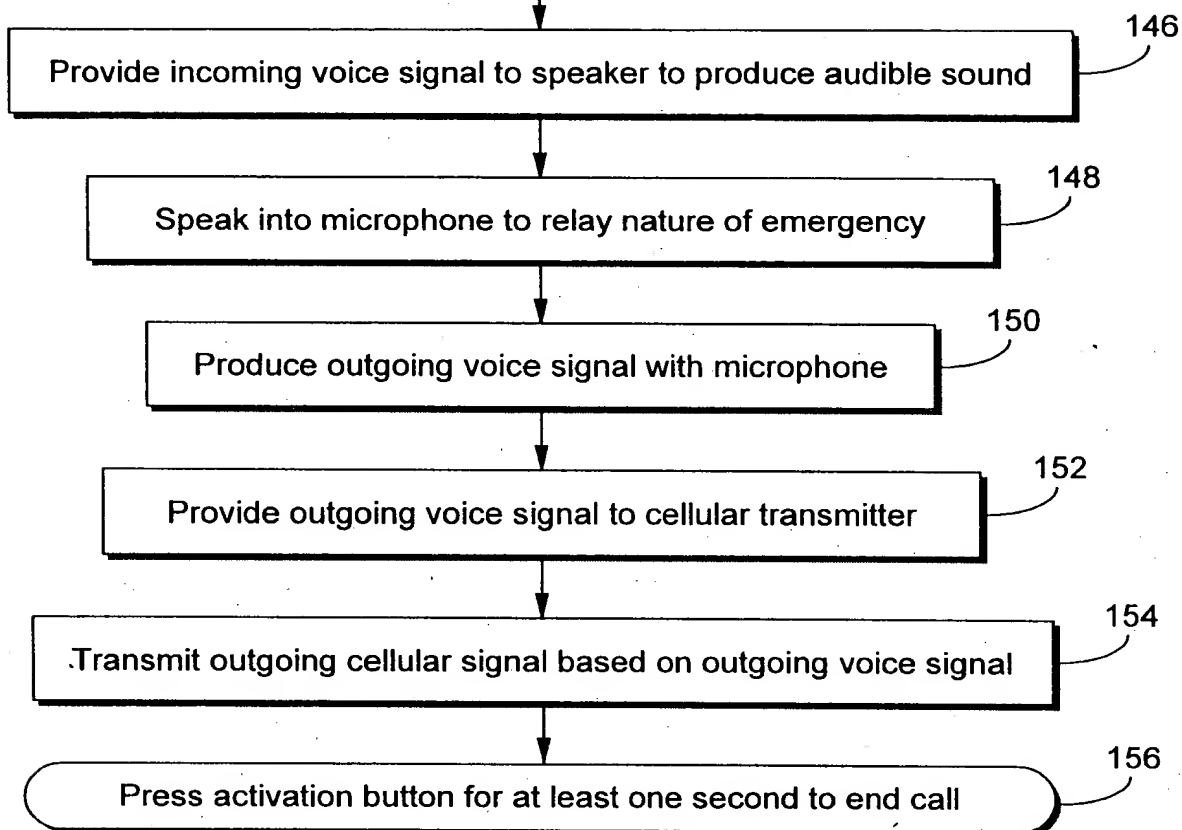 146
Provide incoming voice signal to speaker to produce audible sound
148
Speak into microphone to relay nature of emergency
150
Produce outgoing voice signal with microphone
152
Provide outgoing voice signal to cellular transmitter
154
Transmit outgoing cellular signal based on outgoing voice signal
156
Press activation button for at least one second to end call